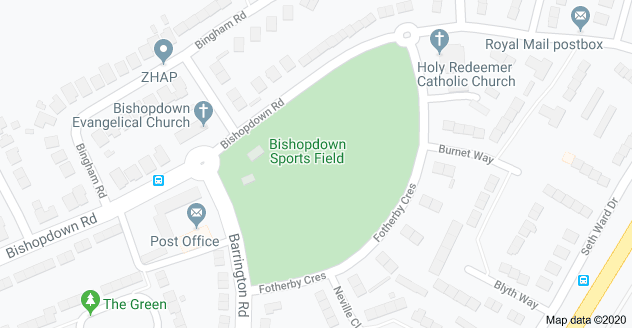 Bingham Rd
ZHAP
Royal Mail postbox
Holy Redeemer
Catholic Church
Bishopdown
Evangelical Church
Bishopdown Rd
Bishopdown
Sports Field
Burnet Way
Bingham Rd
Bishopdown Rd
Post Office
Barrington Rd
Fotherby Cres
Seth Ward Dr
Fotherby Cres
Neville Cl
Blyth Way
The Green
Map data ©2020